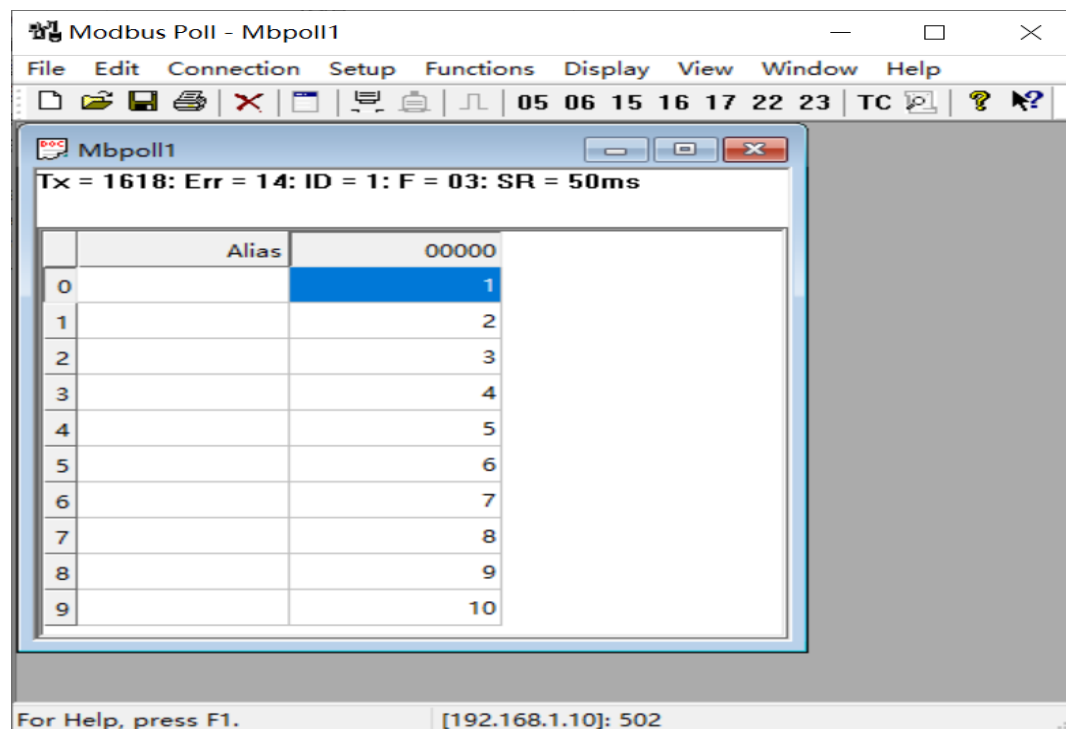 Modbus Poll - Mbpoll1
File Edit Connection Setup Functions Display View Window Help
05 06 15 16 17 22 23 TC
Mbpoll1
Tx = 1618: Err = 14: ID = 1: F = 03: SR = 50ms
Alias 00000
0 1
1 2
2 3
3 4
4 5
5 6
6 7
7 8
8 9
9 10
For Help, press F1. [192.168.1.10]: 502